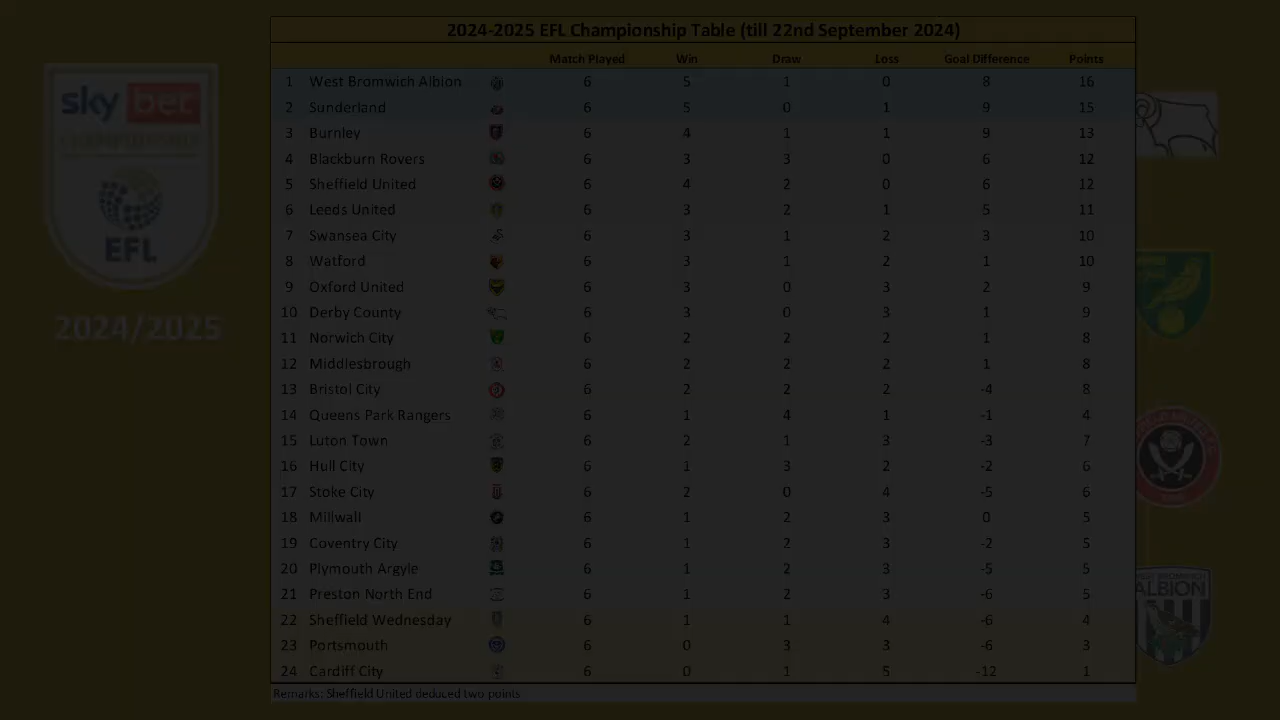 2024-2025 EFL Championship Table (till 22nd September 2024)
Match Played Win Draw Loss Goal Difference Points
1 West Bromwich Albion 6 5 1 0 8 16
2 Sunderland 6 5 0 1 9 15
3 Burnley 6 4 1 1 9 13
4 Blackburn Rovers 6 3 3 0 6 12
5 Sheffield United 6 4 2 0 6 12
6 Leeds United 6 3 2 1 5 11
7 Swansea City 6 3 1 2 3 10
8 Watford 6 3 1 2 1 10
9 Oxford United 6 3 0 3 2 9
10 Derby County 6 3 0 3 1 9
11 Norwich City 6 2 2 2 1 8
12 Middlesbrough 6 2 2 2 1 8
13 Bristol City 6 2 2 2 -4 8
14 Queens Park Rangers 6 1 4 1 -1 4
15 Luton Town 6 2 1 3 -3 7
16 Hull City 6 1 3 2 -2 6
17 Stoke City 6 2 0 4 -5 6
18 Millwall 6 1 2 3 0 5
19 Coventry City 6 1 2 3 -2 5
20 Plymouth Argyle 6 1 2 3 -5 5
21 Preston North End 6 1 2 3 -6 5
22 Sheffield Wednesday 6 1 1 4 -6 4
23 Portsmouth 6 0 3 3 -6 3
24 Cardiff City 6 0 1 5 -12 1
Remarks: Sheffield United deduced two points
sky bet
CHAMPIONSHIP
EFL
2024/2025
ALBION